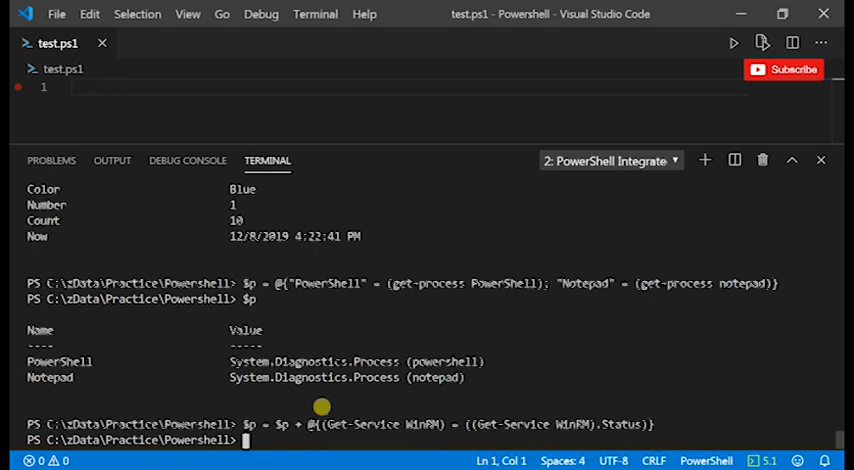 File Edit Selection View Go Debug Terminal Help test.ps1 - Powershell - Visual Studio Code
test.ps1
test.ps1
Subscribe
1
PROBLEMS OUTPUT DEBUG CONSOLE TERMINAL 2: PowerShell Integrate
Color Blue
Number 1
Count 10
Now 12/8/2019 4:22:41 PM
PS C:\zData\Practice\Powershell> $p = @{"PowerShell" = (get-process PowerShell); "Notepad" = (get-process notepad)}
PS C:\zData\Practice\Powershell> $p
Name Value
---- -----
PowerShell System.Diagnostics.Process (powershell)
Notepad System.Diagnostics.Process (notepad)
PS C:\zData\Practice\Powershell> $p = $p + @{(Get-Service WinRM) = ((Get-Service WinRM).Status)}
PS C:\zData\Practice\Powershell>
0 0 Ln 1, Col 1 Spaces: 4 UTF-8 CRLF PowerShell 5.1